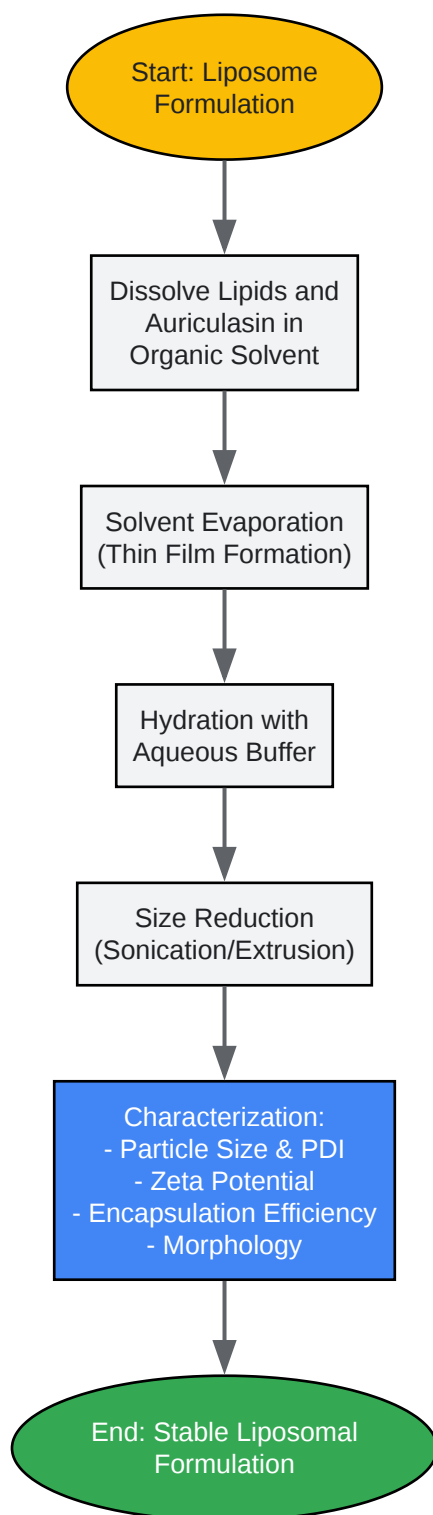 Start: Liposome
Formulation
Dissolve Lipids and
Auriculasin in
Organic Solvent
Solvent Evaporation
(Thin Film Formation)
Hydration with
Aqueous Buffer
Size Reduction
(Sonication/Extrusion)
Characterization:
- Particle Size & PDI
- Zeta Potential
- Encapsulation Efficiency
- Morphology
End: Stable Liposomal
Formulation